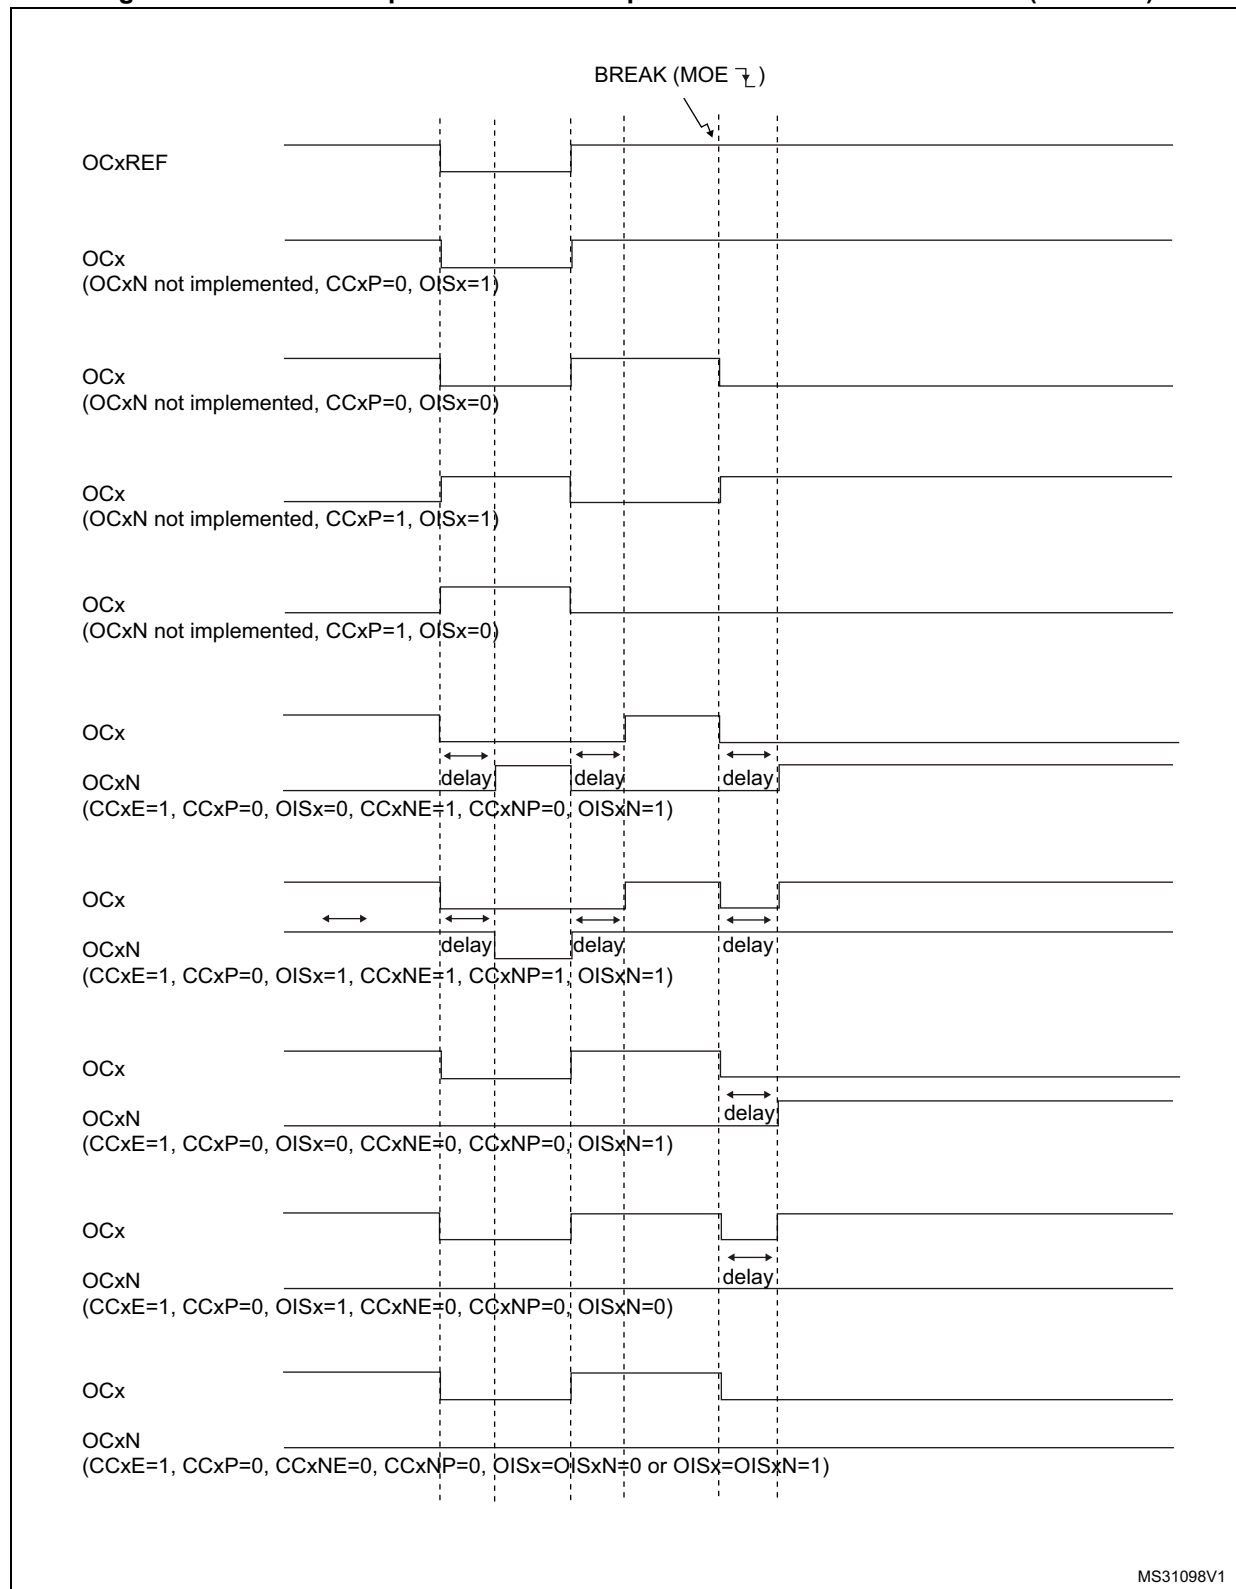 BREAK (MOE )
OCxREF
OCx
(OCxN not implemented, CCxP=0, OISx=1)
OCx
(OCxN not implemented, CCxP=0, OISx=0)
OCx
(OCxN not implemented, CCxP=1, OISx=1)
OCx
(OCxN not implemented, CCxP=1, OISx=0)
OCx
OCxN delay delay delay
(CCxE=1, CCxP=0, OISx=0, CCxNE=1, CCxNP=0, OISxN=1)
OCx
OCxN delay delay delay
(CCxE=1, CCxP=0, OISx=1, CCxNE=1, CCxNP=1, OISxN=1)
OCx
OCxN delay
(CCxE=1, CCxP=0, OISx=0, CCxNE=0, CCxNP=0, OISxN=1)
OCx
OCxN delay
(CCxE=1, CCxP=0, OISx=1, CCxNE=0, CCxNP=0, OISxN=0)
OCx
OCxN
(CCxE=1, CCxP=0, CCxNE=0, CCxNP=0, OISx=OISxN=0 or OISx=OISxN=1)
MS31098V1